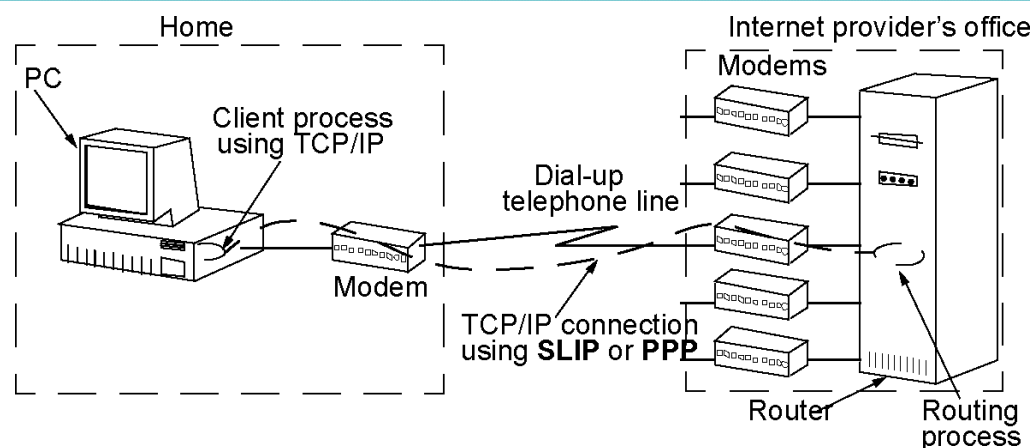 Home
Internet provider's office
PC
Modems
Client process
using TCP/IP
Dial-up
telephone line
Modem
TCP/IP connection
using SLIP or PPP
Router
Routing
process